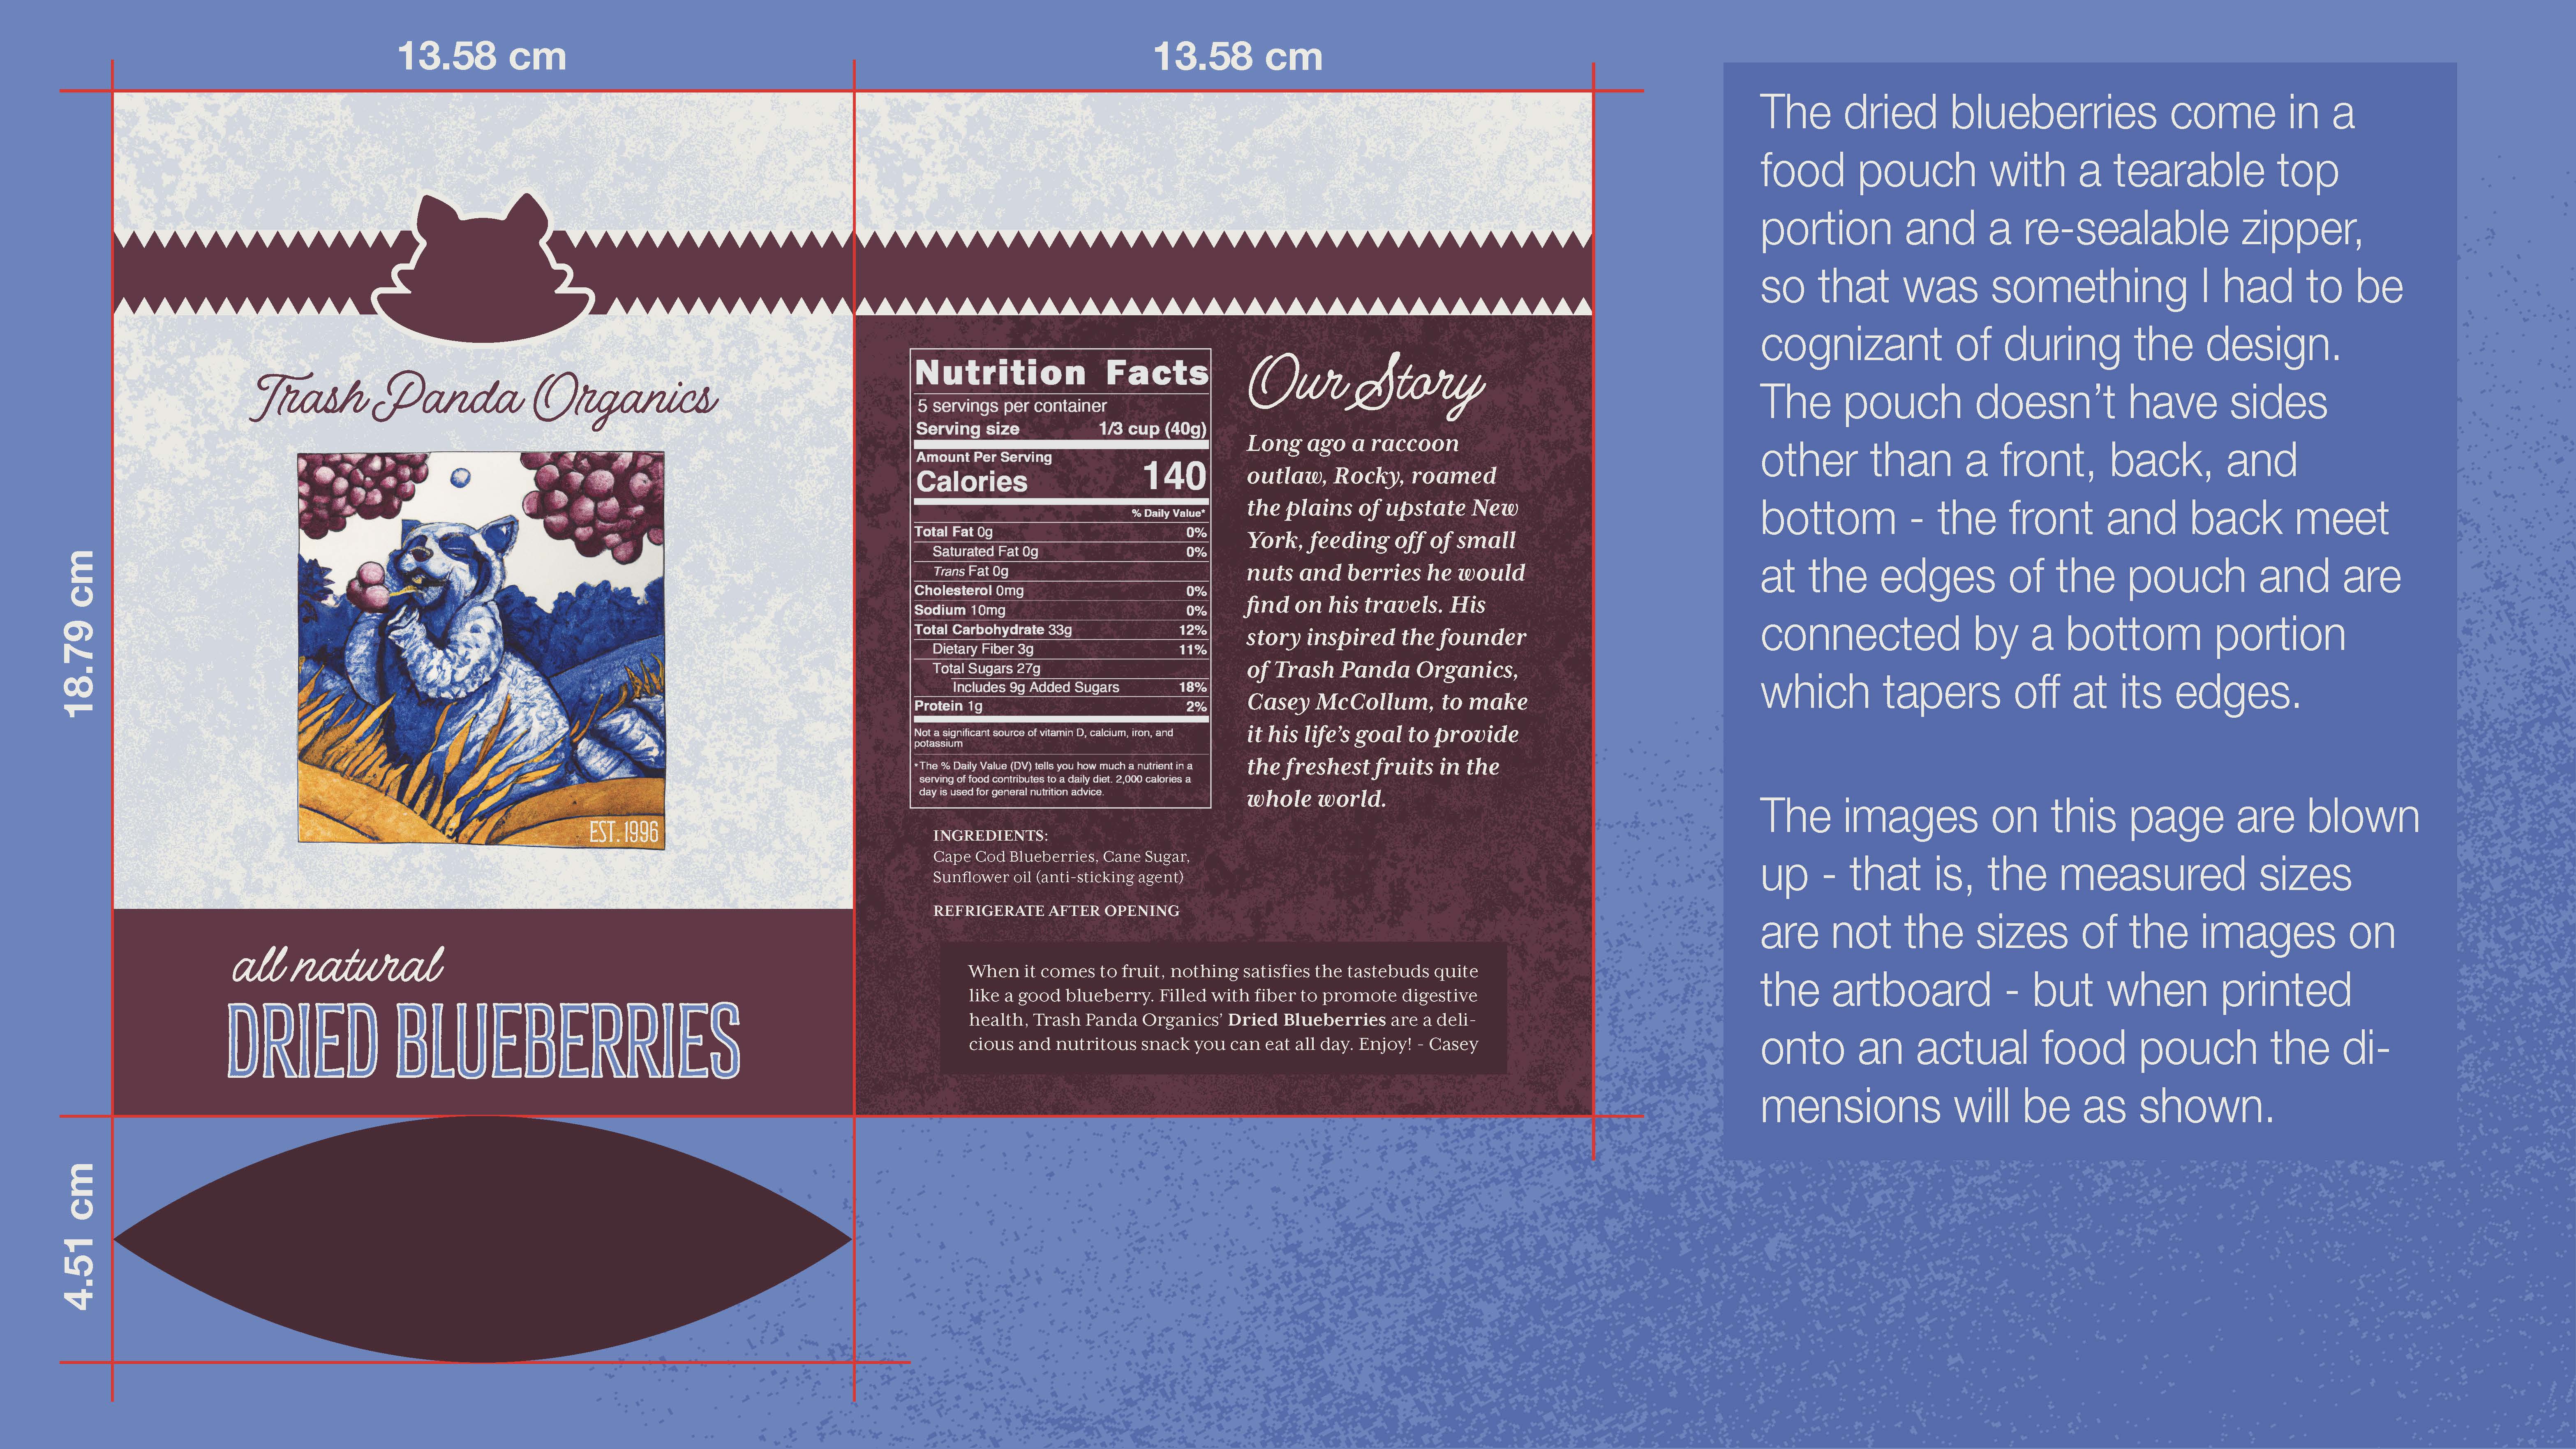 13.58 cm
13.58 cm
18.79 cm
4.51 cm
Trash Panda Organics
EST. 1996
all natural
DRIED BLUEBERRIES
Nutrition Facts
5 servings per container
Serving size 1/3 cup (40g)
Amount Per Serving
Calories 140
% Daily Value*
Total Fat 0g 0%
Saturated Fat 0g 0%
Trans Fat 0g
Cholesterol 0mg 0%
Sodium 10mg 0%
Total Carbohydrate 33g 12%
Dietary Fiber 3g 11%
Total Sugars 27g
Includes 9g Added Sugars 18%
Protein 1g 2%
Not a significant source of vitamin D, calcium, iron, and
potassium
*The % Daily Value (DV) tells you how much a nutrient in a
serving of food contributes to a daily diet. 2,000 calories a
day is used for general nutrition advice.
INGREDIENTS:
Cape Cod Blueberries, Cane Sugar,
Sunflower oil (anti-sticking agent)
REFRIGERATE AFTER OPENING
Our Story
Long ago a raccoon
outlaw, Rocky, roamed
the plains of upstate New
York, feeding off of small
nuts and berries he would
find on his travels. His
story inspired the founder
of Trash Panda Organics,
Casey McCollum, to make
it his life’s goal to provide
the freshest fruits in the
whole world.
When it comes to fruit, nothing satisfies the tastebuds quite
like a good blueberry. Filled with fiber to promote digestive
health, Trash Panda Organics’ Dried Blueberries are a deli-
cious and nutritous snack you can eat all day. Enjoy! - Casey
The dried blueberries come in a
food pouch with a tearable top
portion and a re-sealable zipper,
so that was something I had to be
cognizant of during the design.
The pouch doesn’t have sides
other than a front, back, and
bottom - the front and back meet
at the edges of the pouch and are
connected by a bottom portion
which tapers off at its edges.
The images on this page are blown
up - that is, the measured sizes
are not the sizes of the images on
the artboard - but when printed
onto an actual food pouch the di-
mensions will be as shown.